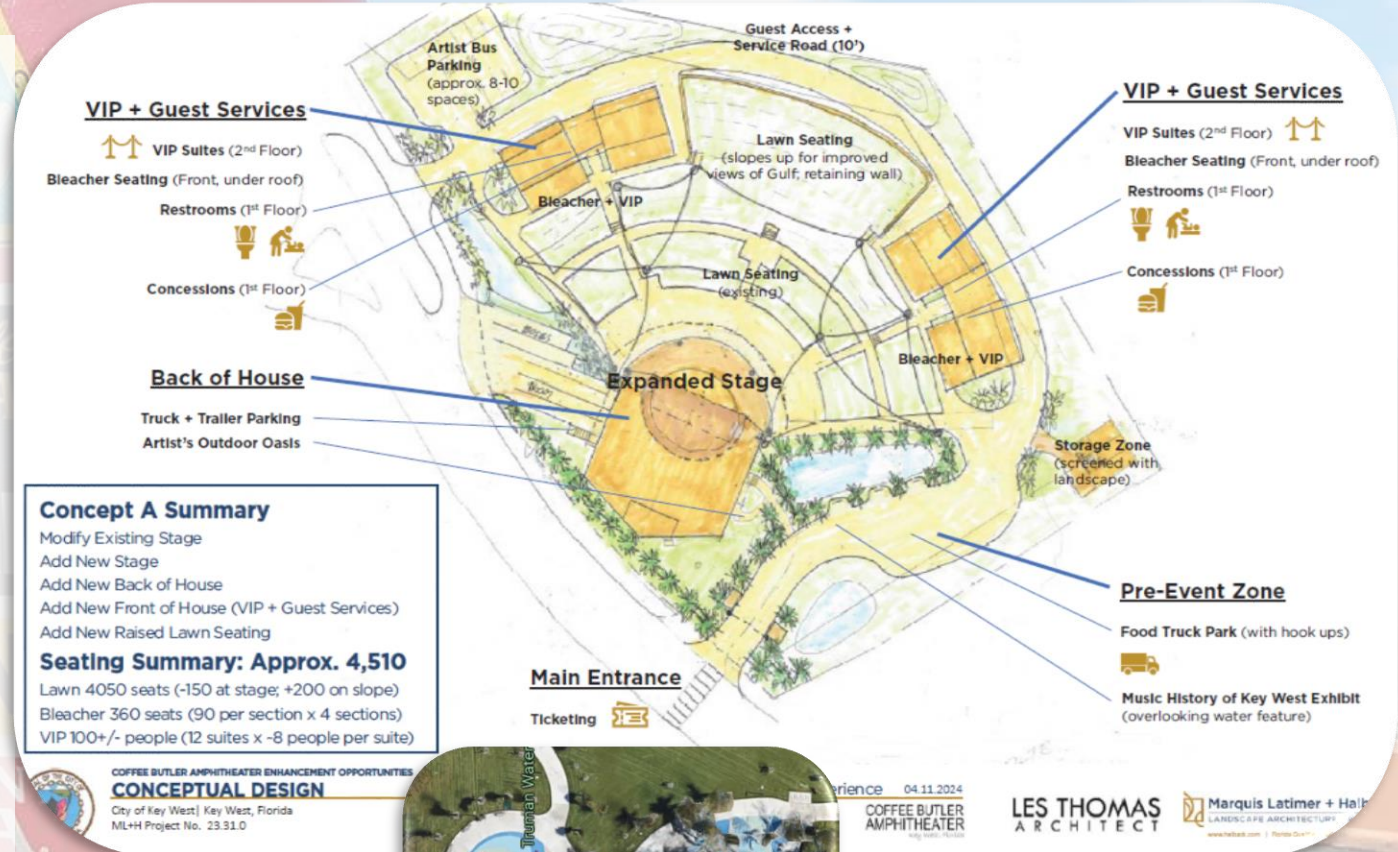 Guest Access +
Service Road (10')
Artist Bus
Parking
(approx. 8-10
spaces)
VIP + Guest Services
VIP Suites (2nd Floor)
Bleacher Seating (Front, under roof)
Restrooms (1st Floor)
Concessions (1st Floor)
Lawn Seating
(slopes up for improved
views of Gulf; retaining wall)
Bleacher + VIP
Lawn Seating
(existing)
Bleacher + VIP
Expanded Stage
VIP + Guest Services
VIP Suites (2nd Floor)
Bleacher Seating (Front, under roof)
Restrooms (1st Floor)
Concessions (1st Floor)
Back of House
Truck + Trailer Parking
Artist's Outdoor Oasis
Storage Zone
(screened with
landscape)
Concept A Summary
Modify Existing Stage
Add New Stage
Add New Back of House
Add New Front of House (VIP + Guest Services)
Add New Raised Lawn Seating
Seating Summary: Approx. 4,510
Lawn 4050 seats (-150 at stage; +200 on slope)
Bleacher 360 seats (90 per section x 4 sections)
VIP 100+/- people (12 suites x ~8 people per suite)
Pre-Event Zone
Food Truck Park (with hook ups)
Music History of Key West Exhibit
(overlooking water feature)
Main Entrance
Ticketing
COFFEE BUTLER AMPHITHEATER ENHANCEMENT OPPORTUNITIES
CONCEPTUAL DESIGN
City of Key West| Key West, Florida
ML+H Project No. 23.31.0
Truman Water
erience 04.11.2024
COFFEE BUTLER
AMPHITHEATER
LES THOMAS
ARCHITECT
Marquis Latimer + Halb
LANDSCAPE ARCHITECTURE